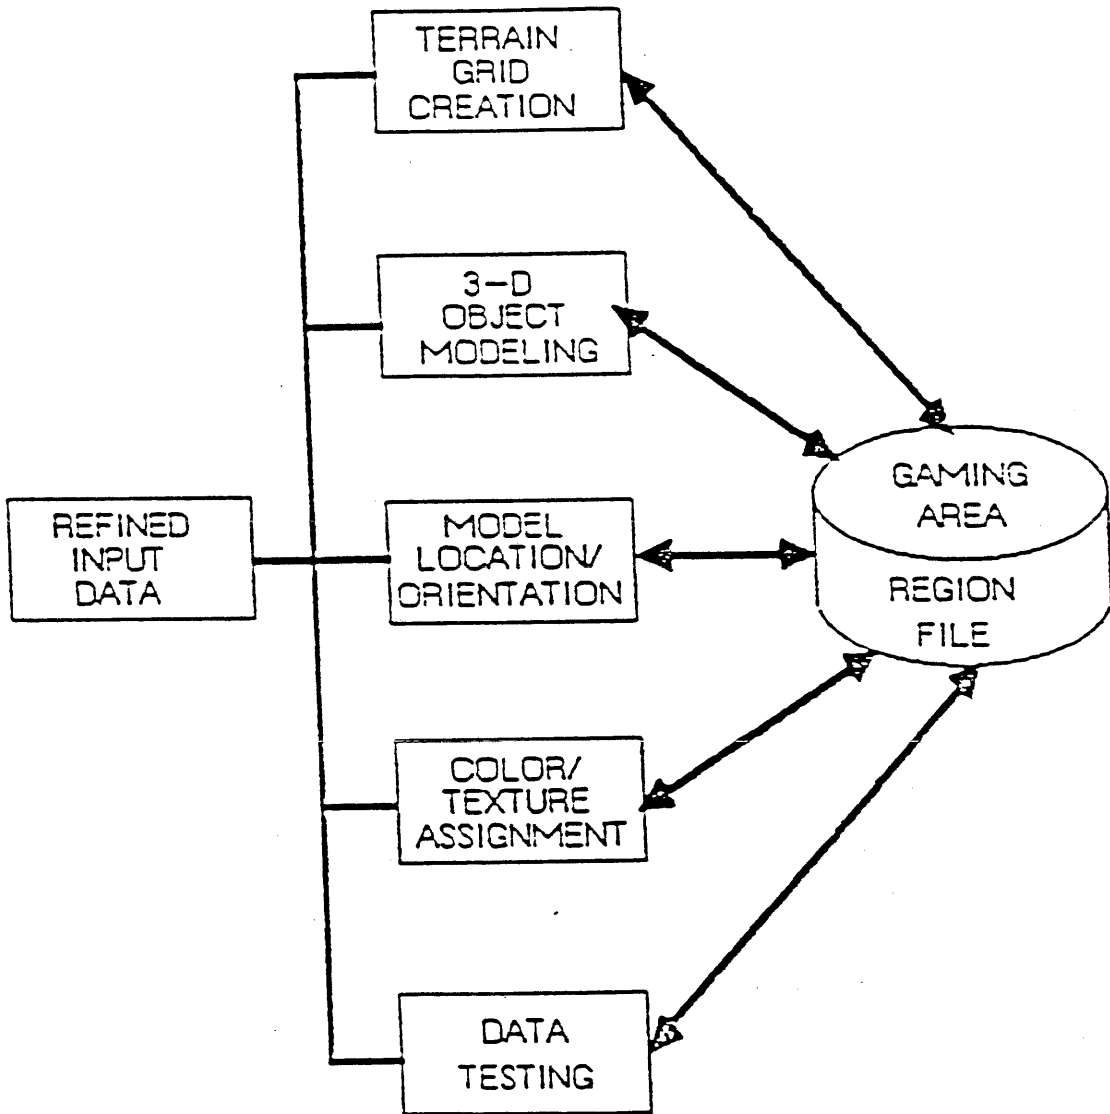 TERRAIN
GRID
CREATION
3-D
OBJECT
MODELING
REFINED
INPUT
DATA
MODEL
LOCATION/
ORIENTATION
GAMING
AREA
REGION
FILE
COLOR/
TEXTURE
ASSIGNMENT
DATA
TESTING